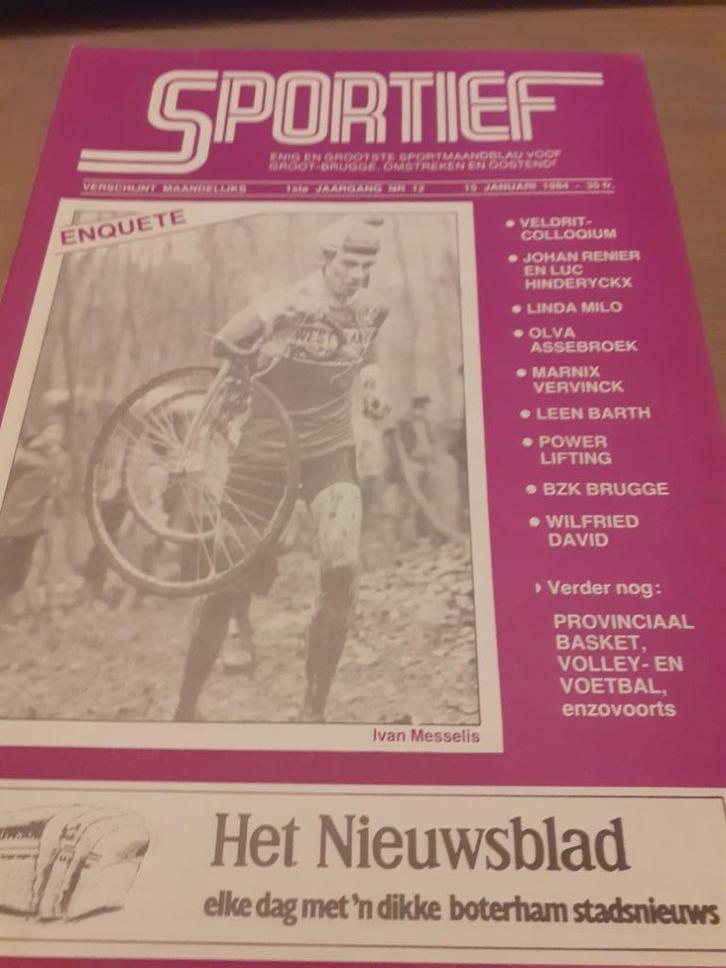 SPORTIEF
ENIG EN GROOTSTE SPORTMAANDBLAD VOOR
GROOT-BRUGGE, OMSTREKEN EN OOSTENDE
VERSCHIJNT MAANDELIJKS 1ste JAARGANG NR 12 15 JANUARI 1984 - 35 fr.
ENQUETE
VELDRIT-
COLLOQIUM
JOHAN RENIER
EN LUC
HINDERYCKX
LINDA MILO
OLVA
ASSEBROEK
MARNIX
VERVINCK
LEEN BARTH
POWER
LIFTING
BZK BRUGGE
WILFRIED
DAVID
Verder nog:
PROVINCIAAL
BASKET,
VOLLEY- EN
VOETBAL,
enzovoorts
WEST
Ivan Messelis
Het Nieuwsblad
elke dag met 'n dikke boterham stadsnieuws